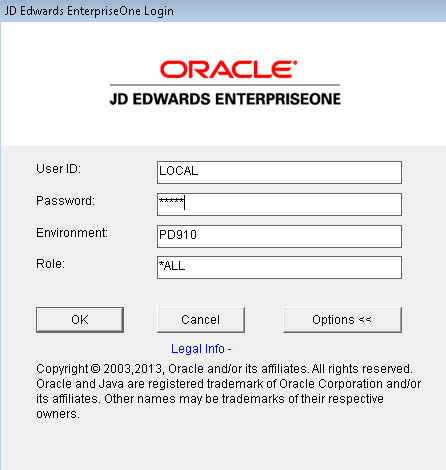 JD Edwards EnterpriseOne Login
ORACLE®
JD EDWARDS ENTERPRISEONE
User ID: LOCAL
Password: *****
Environment: PD910
Role: *ALL
OK Cancel Options <<
Legal Info -
Copyright © 2003,2013, Oracle and/or its affiliates. All rights reserved.
Oracle and Java are registered trademark of Oracle Corporation and/or
its affiliates. Other names may be trademarks of their respective
owners.